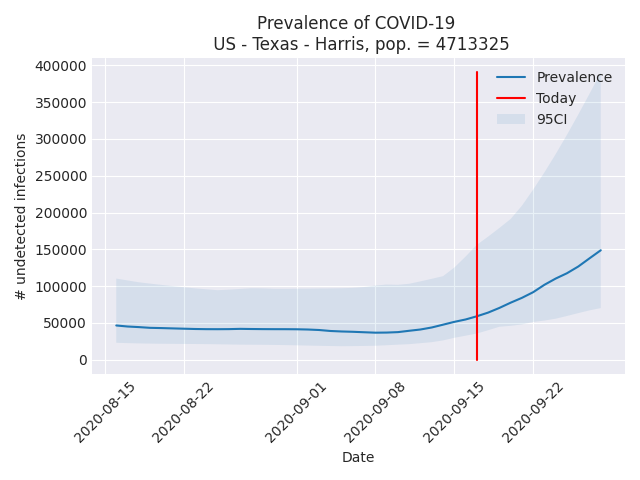 Prevalence of COVID-19
US - Texas - Harris, pop. = 4713325
400000
350000
300000
250000
200000
150000
100000
50000
0
# undetected infections
Prevalence
Today
95CI
2020-08-15
2020-08-22
2020-09-01
2020-09-08
2020-09-15
2020-09-22
Date